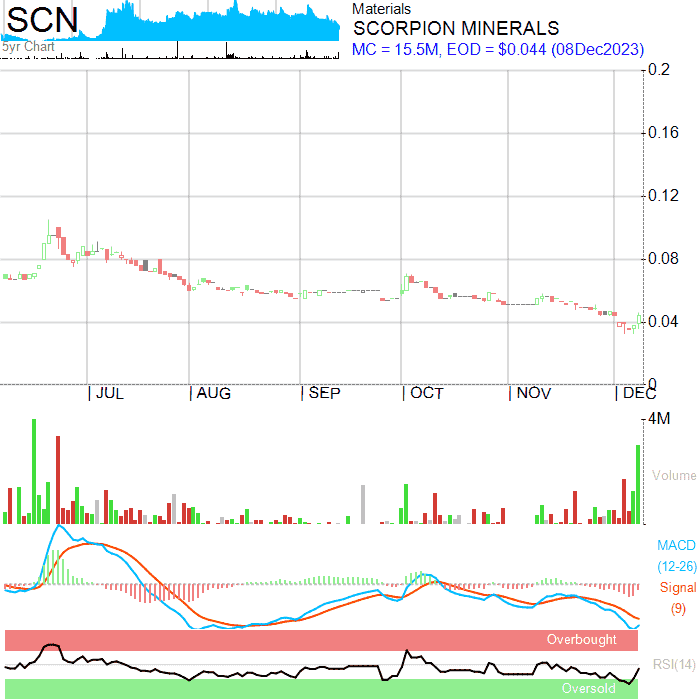 SCN
5yr Chart
Materials
SCORPION MINERALS
MC = 15.5M, EOD = $0.044 (08Dec2023)
0.2
0.16
0.12
0.08
0.04
0
JUL AUG SEP OCT NOV DEC
4M
Volume
MACD
(12-26)
Signal
(9)
Overbought
RSI(14)
Oversold